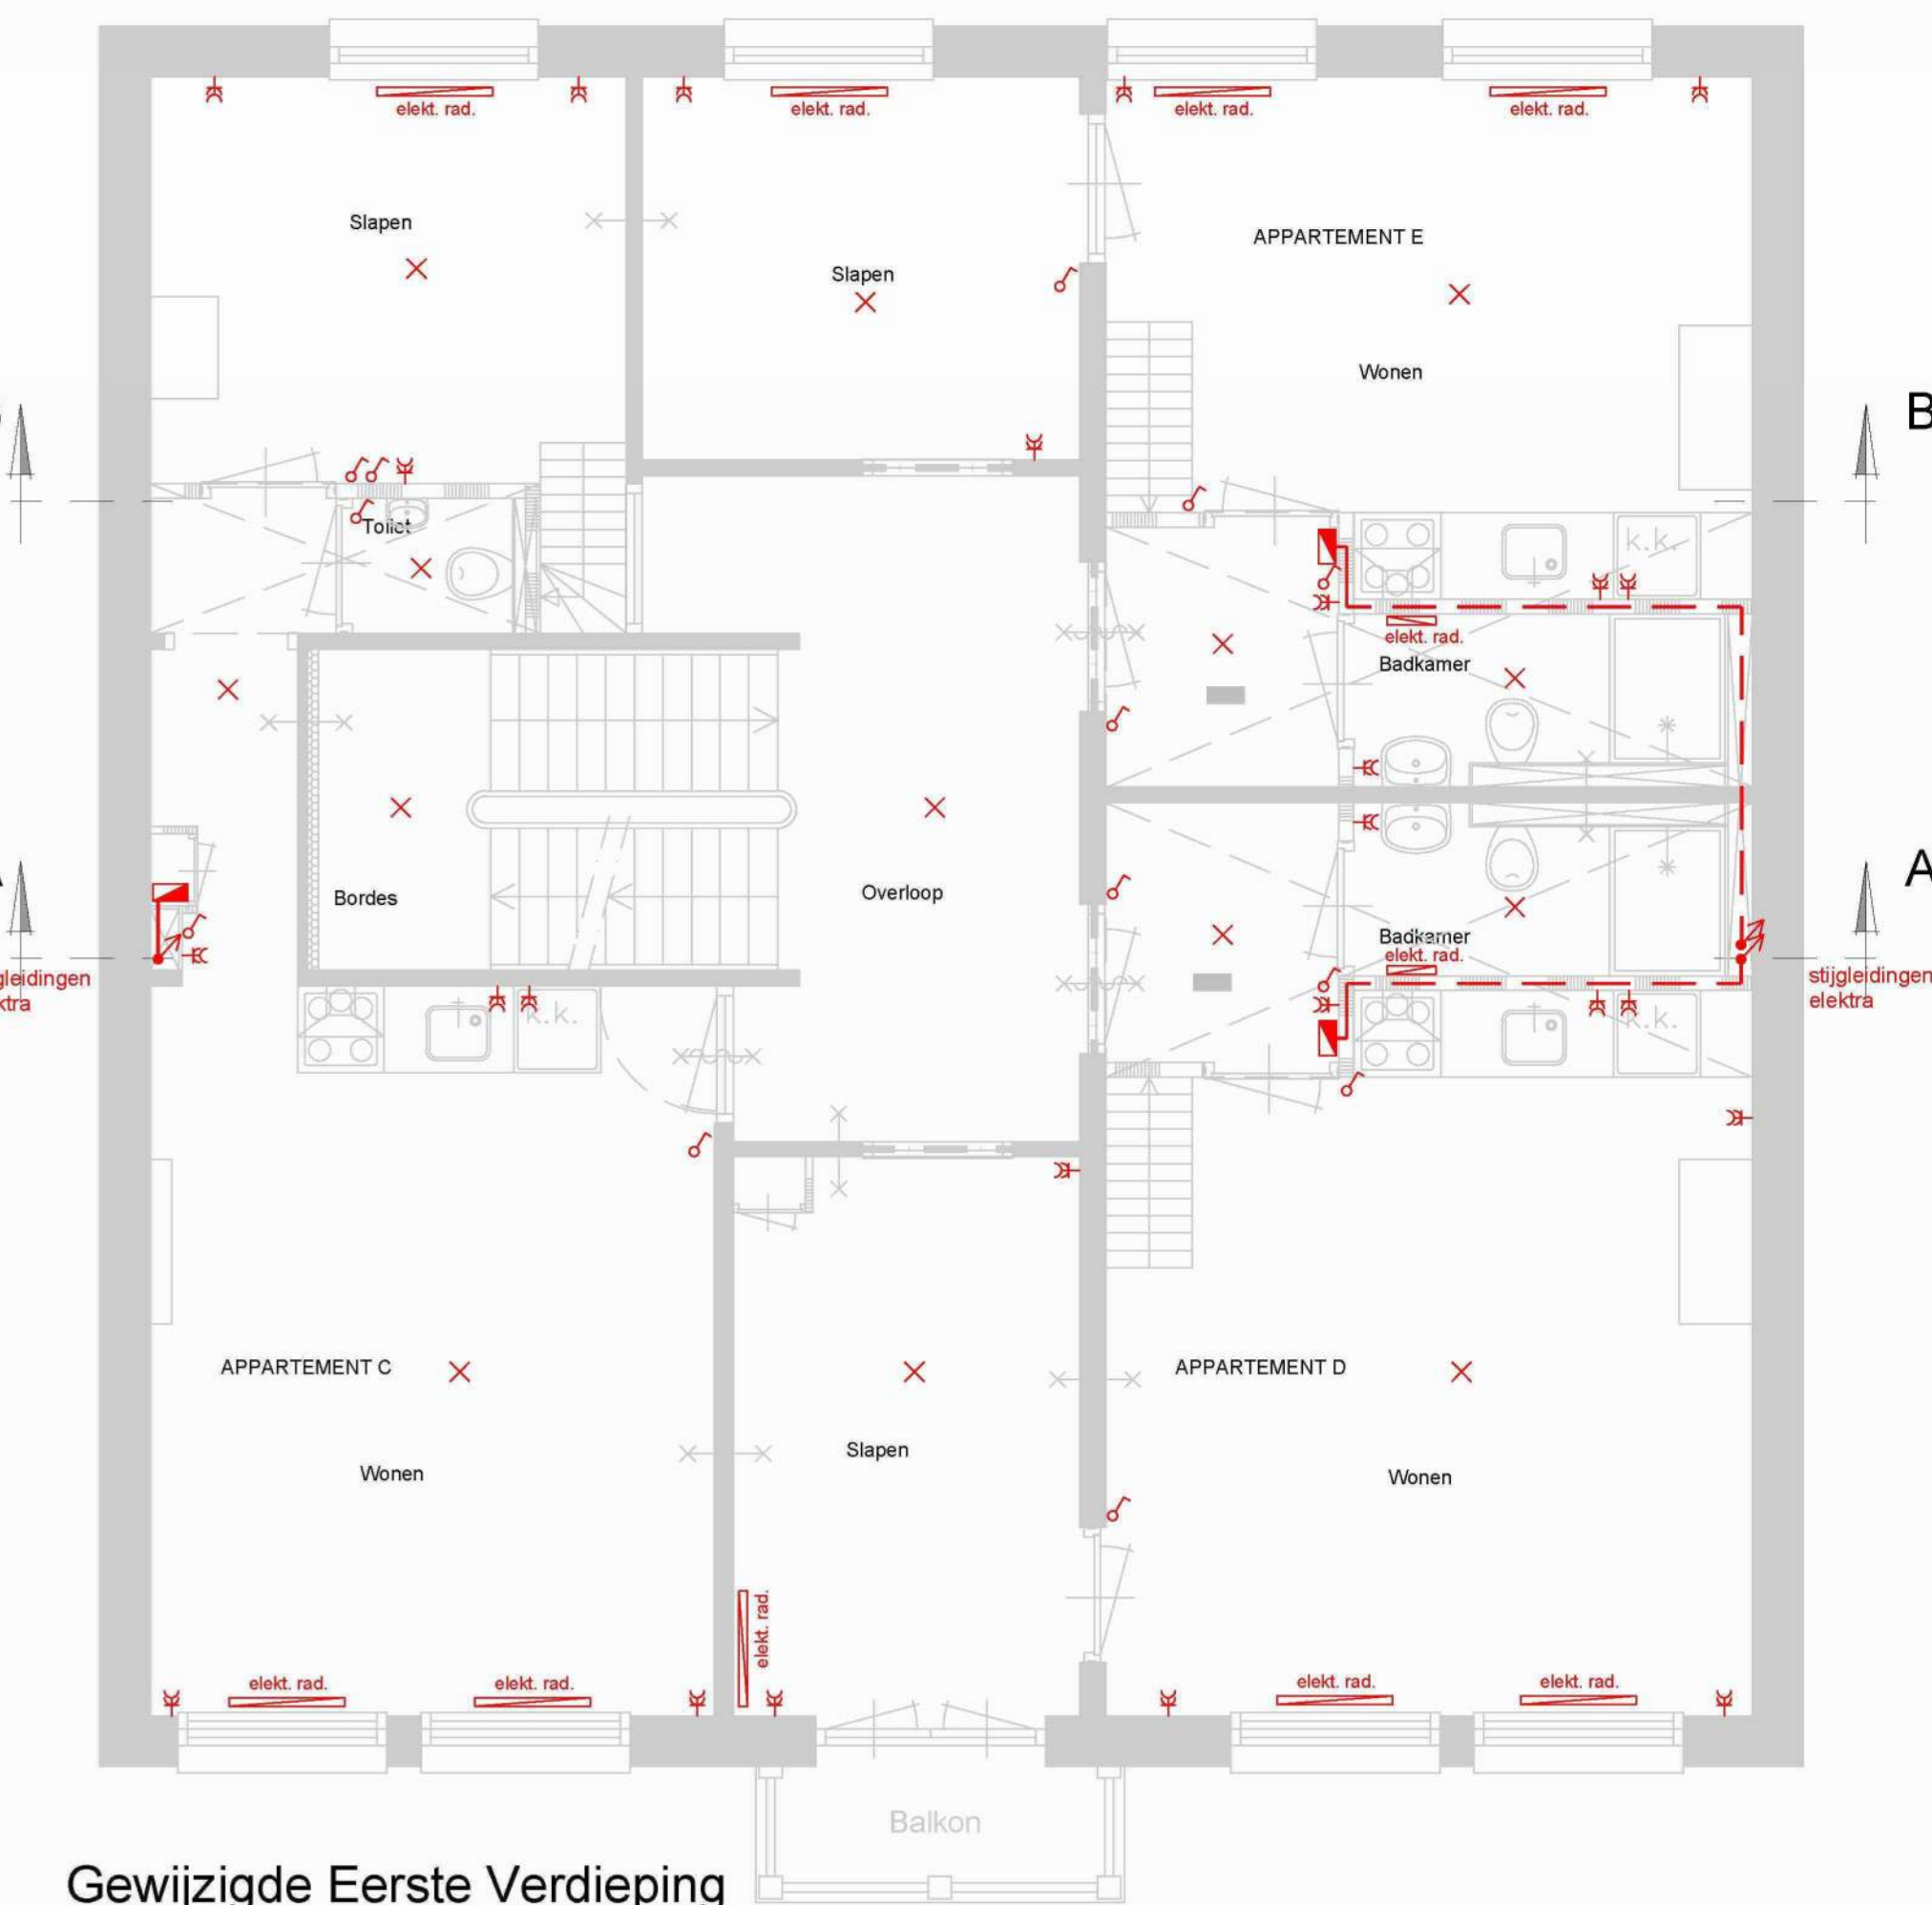 elekt. rad.
elekt. rad.
elekt. rad.
elekt. rad.
Slapen
Slapen
APPARTEMENT E
Wonen
B
Toilet
k.k.
elekt. rad.
Badkamer
Bordes
Overloop
A
Badkamer
elekt. rad.
gleidingen
ktra
stijgleidingen
elektra
k.k.
k.k.
APPARTEMENT C
APPARTEMENT D
Slapen
Wonen
Wonen
elekt. rad.
elekt. rad.
elekt. rad.
elekt. rad.
elekt. rad.
Balkon
Gewijzigde Eerste Verdieping